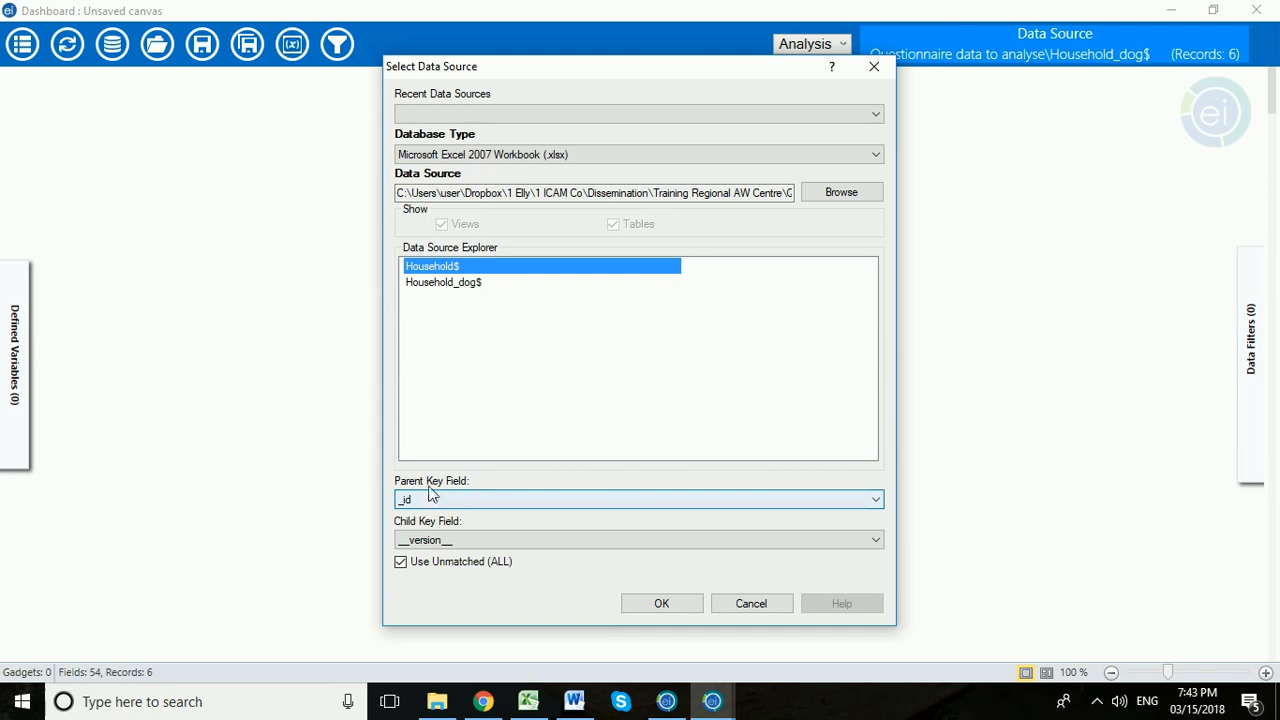 ei Dashboard : Unsaved canvas
Analysis
Data Source
Questionnaire data to analyse\Household_dog$ (Records: 6)
Select Data Source
?
Recent Data Sources
Database Type
Microsoft Excel 2007 Workbook (.xlsx)
Data Source
C:\Users\user\Dropbox\1 Elly\1 ICAM Co\Dissemination\Training Regional AW Centre\
Browse
Show
Views
Tables
Data Source Explorer
Household$
Household_dog$
Parent Key Field:
_id
Child Key Field:
__version__
Use Unmatched (ALL)
OK
Cancel
Help
Defined Variables (0)
Data Filters (0)
ei
Gadgets: 0
Fields: 54, Records: 6
100 %
Type here to search
ENG
7:43 PM
03/15/2018
5